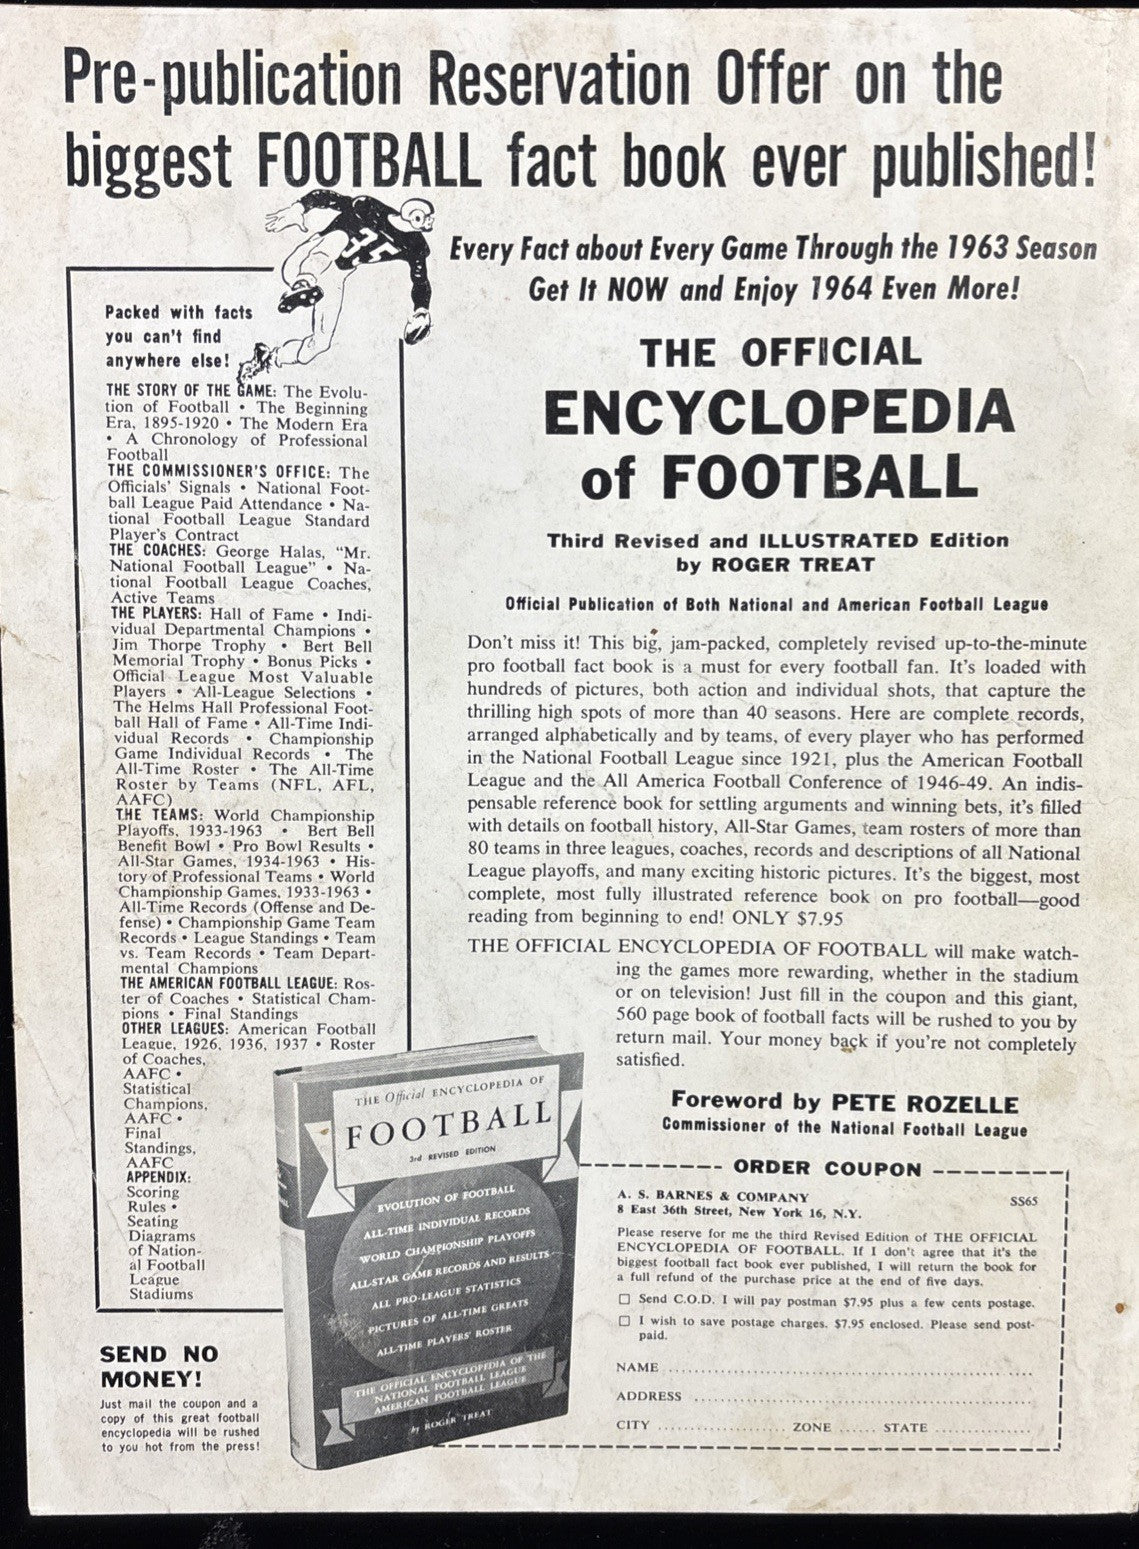 Pre-publication Reservation Offer on the
biggest FOOTBALL fact book ever published!
45
Every Fact about Every Game Through the 1963 Season
Get It NOW and Enjoy 1964 Even More!
Packed with facts
you can't find
anywhere else!
THE STORY OF THE GAME: The Evolu-
tion of Football • The Beginning
Era, 1895-1920 • The Modern Era
• A Chronology of Professional
Football
THE COMMISSIONER'S OFFICE: The
Officials' Signals • National Foot-
ball League Paid Attendance • Na-
tional Football League Standard
Player's Contract
THE COACHES: George Halas, "Mr.
National Football League" • Na-
tional Football League Coaches,
Active Teams
THE PLAYERS: Hall of Fame • Indi-
vidual Departmental Champions •
Jim Thorpe Trophy • Bert Bell
Memorial Trophy • Bonus Picks •
Official League Most Valuable
Players • All-League Selections •
The Helms Hall Professional Foot-
ball Hall of Fame • All-Time Indi-
vidual Records • Championship
Game Individual Records • The
All-Time Roster • The All-Time
Roster by Teams (NFL, AFL,
AAFC)
THE TEAMS: World Championship
Playoffs, 1933-1963 • Bert Bell
Benefit Bowl • Pro Bowl Results •
All-Star Games, 1934-1963 • His-
tory of Professional Teams • World
Championship Games, 1933-1963 •
All-Time Records (Offense and De-
fense) • Championship Game Team
Records • League Standings • Team
vs. Team Records • Team Depart-
mental Champions
THE AMERICAN FOOTBALL LEAGUE: Ros-
ter of Coaches • Statistical Cham-
pions • Final Standings
OTHER LEAGUES: American Football
League, 1926, 1936, 1937 • Roster
of Coaches,
AAFC •
Statistical
Champions,
AAFC •
Final
Standings,
AAFC
APPENDIX:
Scoring
Rules •
Seating
Diagrams
of Nation-
al Football
League
Stadiums
SEND NO
MONEY!
Just mail the coupon and a
copy of this great football
encyclopedia will be rushed
to you hot from the press!
THE OFFICIAL
ENCYCLOPEDIA
of FOOTBALL
Third Revised and ILLUSTRATED Edition
by ROGER TREAT
Official Publication of Both National and American Football League
Don't miss it! This big, jam-packed, completely revised up-to-the-minute
pro football fact book is a must for every football fan. It's loaded with
hundreds of pictures, both action and individual shots, that capture the
thrilling high spots of more than 40 seasons. Here are complete records,
arranged alphabetically and by teams, of every player who has performed
in the National Football League since 1921, plus the American Football
League and the All America Football Conference of 1946-49. An indis-
pensable reference book for settling arguments and winning bets, it's filled
with details on football history, All-Star Games, team rosters of more than
80 teams in three leagues, coaches, records and descriptions of all National
League playoffs, and many exciting historic pictures. It's the biggest, most
complete, most fully illustrated reference book on pro football—good
reading from beginning to end! ONLY $7.95
THE OFFICIAL ENCYCLOPEDIA OF FOOTBALL will make watch-
ing the games more rewarding, whether in the stadium
or on television! Just fill in the coupon and this giant,
560 page book of football facts will be rushed to you by
return mail. Your money back if you're not completely
satisfied.
Foreword by PETE ROZELLE
Commissioner of the National Football League
THE Official ENCYCLOPEDIA OF
FOOTBALL
3rd REVISED EDITION
EVOLUTION OF FOOTBALL
ALL-TIME INDIVIDUAL RECORDS
WORLD CHAMPIONSHIP PLAYOFFS
ALL-STAR GAME RECORDS AND RESULTS
ALL PRO-LEAGUE STATISTICS
PICTURES OF ALL-TIME GREATS
ALL-TIME PLAYERS' ROSTER
THE OFFICIAL ENCYCLOPEDIA OF THE
NATIONAL FOOTBALL LEAGUE
AMERICAN FOOTBALL LEAGUE
by ROGER TREAT
ORDER COUPON
A. S. BARNES & COMPANY SS65
8 East 36th Street, New York 16, N.Y.
Please reserve for me the third Revised Edition of THE OFFICIAL
ENCYCLOPEDIA OF FOOTBALL. If I don't agree that it's the
biggest football fact book ever published, I will return the book for
a full refund of the purchase price at the end of five days.
☐ Send C.O.D. I will pay postman $7.95 plus a few cents postage.
☐ I wish to save postage charges. $7.95 enclosed. Please send post-
paid.
NAME
ADDRESS
CITY ZONE STATE